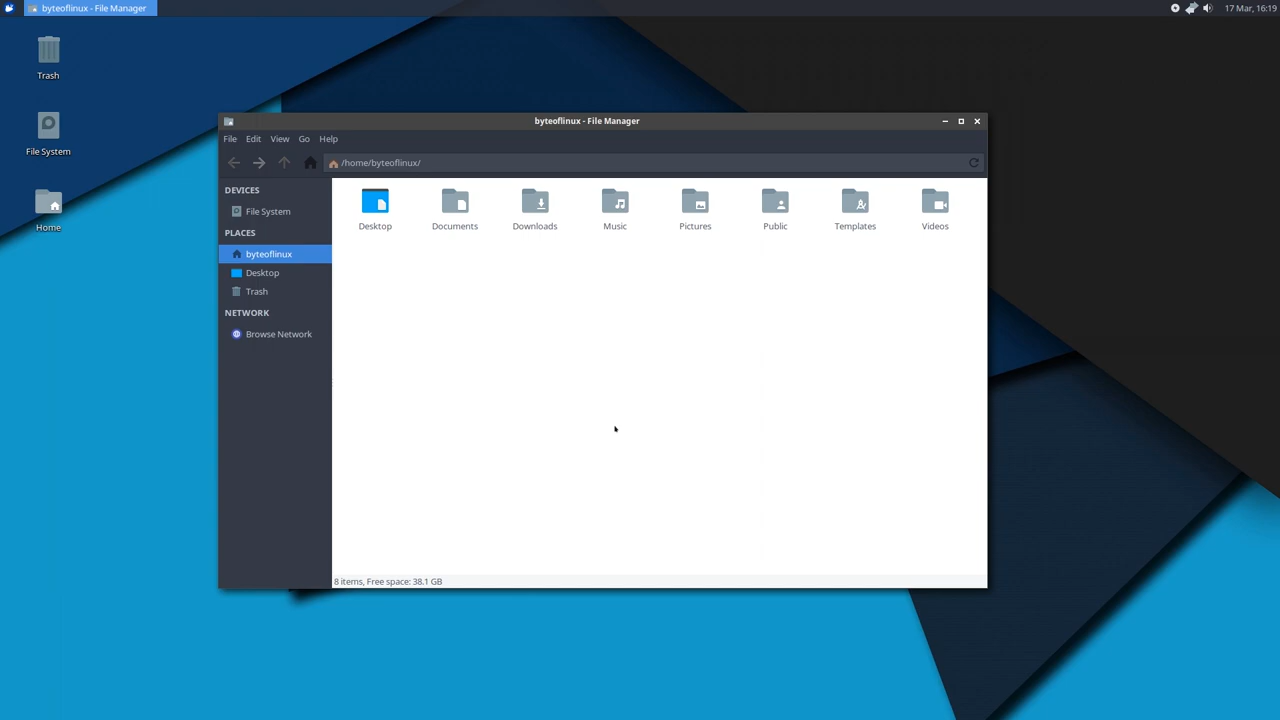 byteoflinux - File Manager
17 Mar, 16:19
Trash
File System
Home
byteoflinux - File Manager
File Edit View Go Help
/home/byteoflinux/
DEVICES
File System
PLACES
byteoflinux
Desktop
Trash
NETWORK
Browse Network
Desktop Documents Downloads Music Pictures Public Templates Videos
8 items, Free space: 38.1 GB